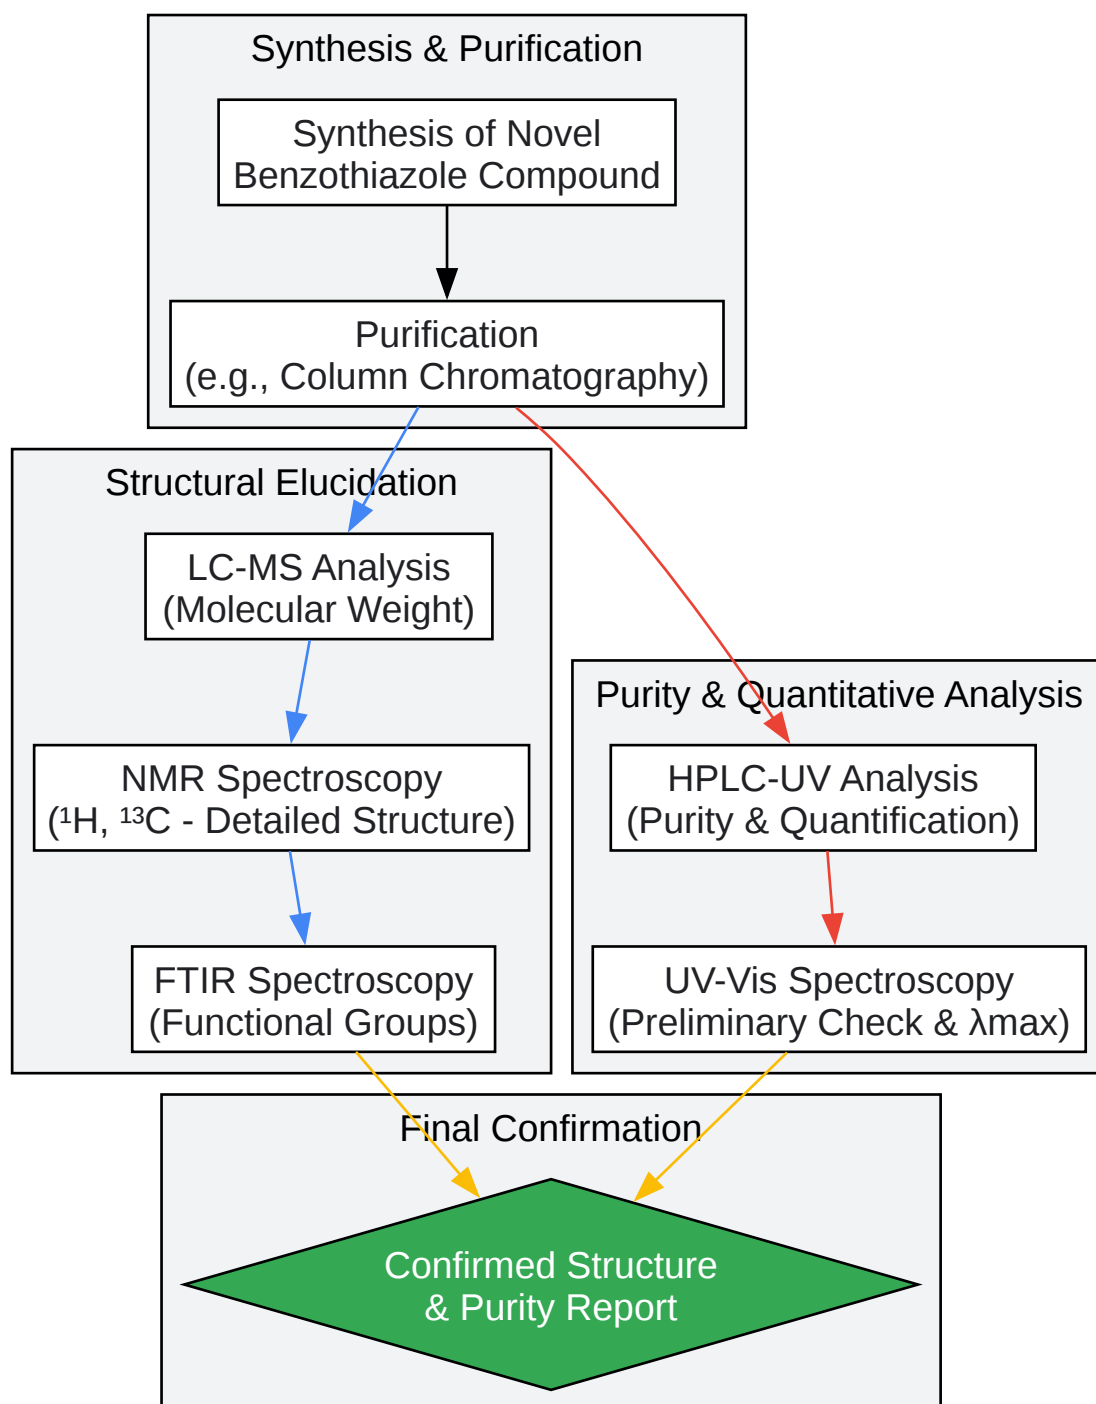 Synthesis & Purification
Synthesis of Novel
Benzothiazole Compound
Purification
(e.g., Column Chromatography)
Structural Elucidation
LC-MS Analysis
(Molecular Weight)
NMR Spectroscopy
(¹H, ¹³C - Detailed Structure)
FTIR Spectroscopy
(Functional Groups)
Purity & Quantitative Analysis
HPLC-UV Analysis
(Purity & Quantification)
UV-Vis Spectroscopy
(Preliminary Check & λmax)
Final Confirmation
Confirmed Structure
& Purity Report